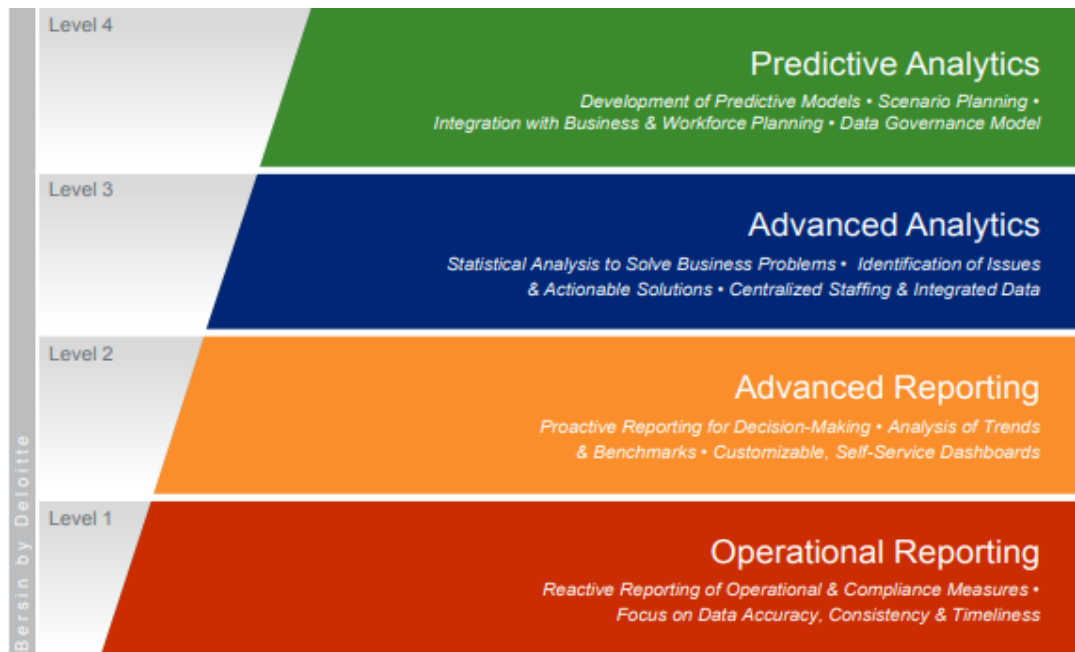 Level 4
Predictive Analytics
Development of Predictive Models • Scenario Planning •
Integration with Business & Workforce Planning • Data Governance Model
Level 3
Advanced Analytics
Statistical Analysis to Solve Business Problems • Identification of Issues
& Actionable Solutions • Centralized Staffing & Integrated Data
Level 2
Advanced Reporting
Proactive Reporting for Decision-Making • Analysis of Trends
& Benchmarks • Customizable, Self-Service Dashboards
Level 1
Operational Reporting
Reactive Reporting of Operational & Compliance Measures •
Focus on Data Accuracy, Consistency & Timeliness
Bersin by Deloitte